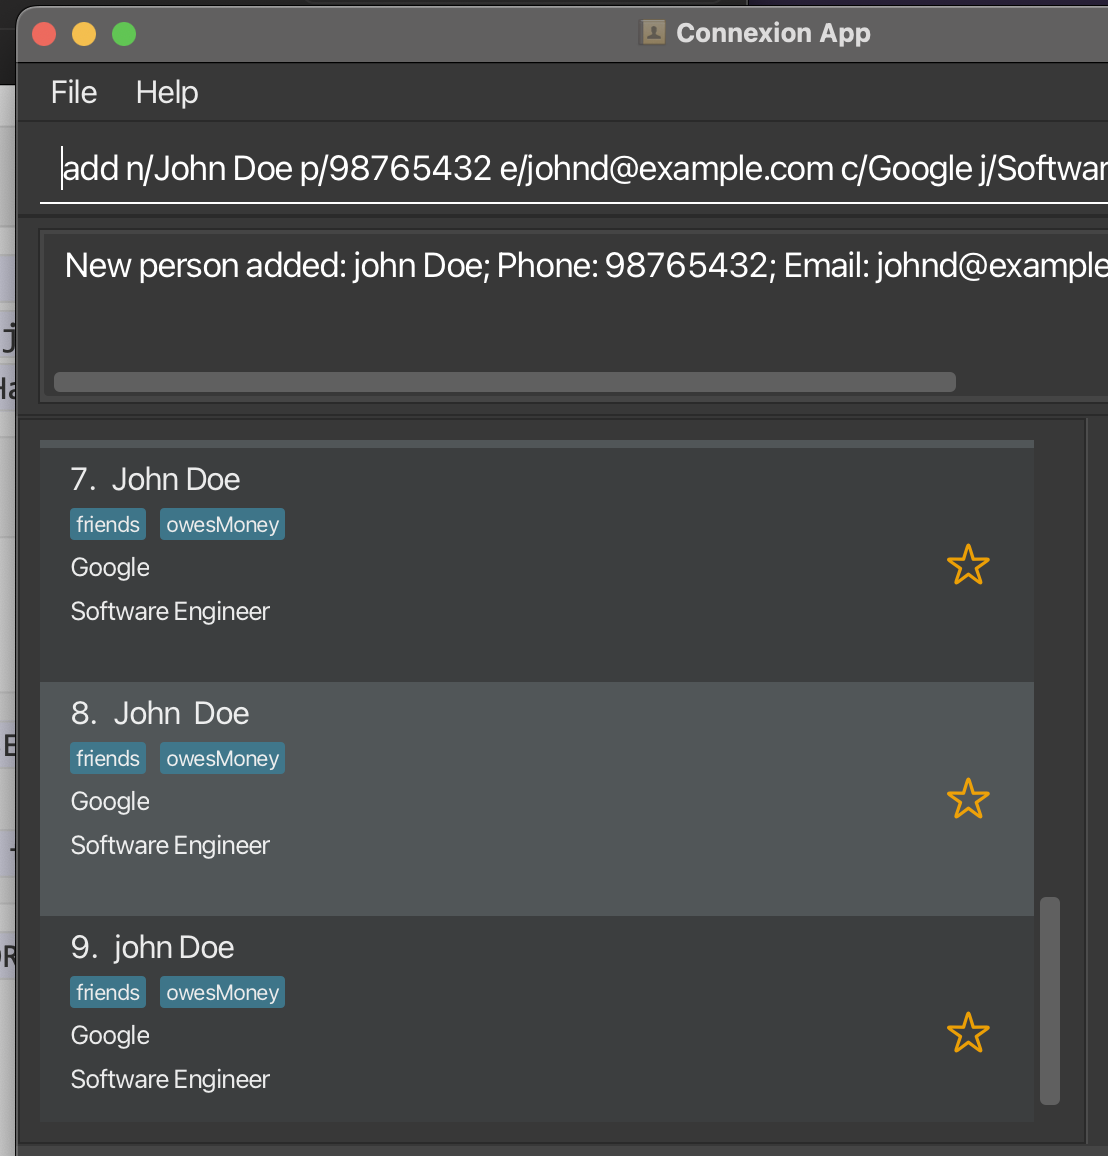 Connexion App
File Help
add n/John Doe p/98765432 e/johnd@example.com c/Google j/Softwar
New person added: john Doe; Phone: 98765432; Email: johnd@example
7. John Doe
friends owesMoney
Google
Software Engineer
8. John  Doe
friends owesMoney
Google
Software Engineer
9. john Doe
friends owesMoney
Google
Software Engineer